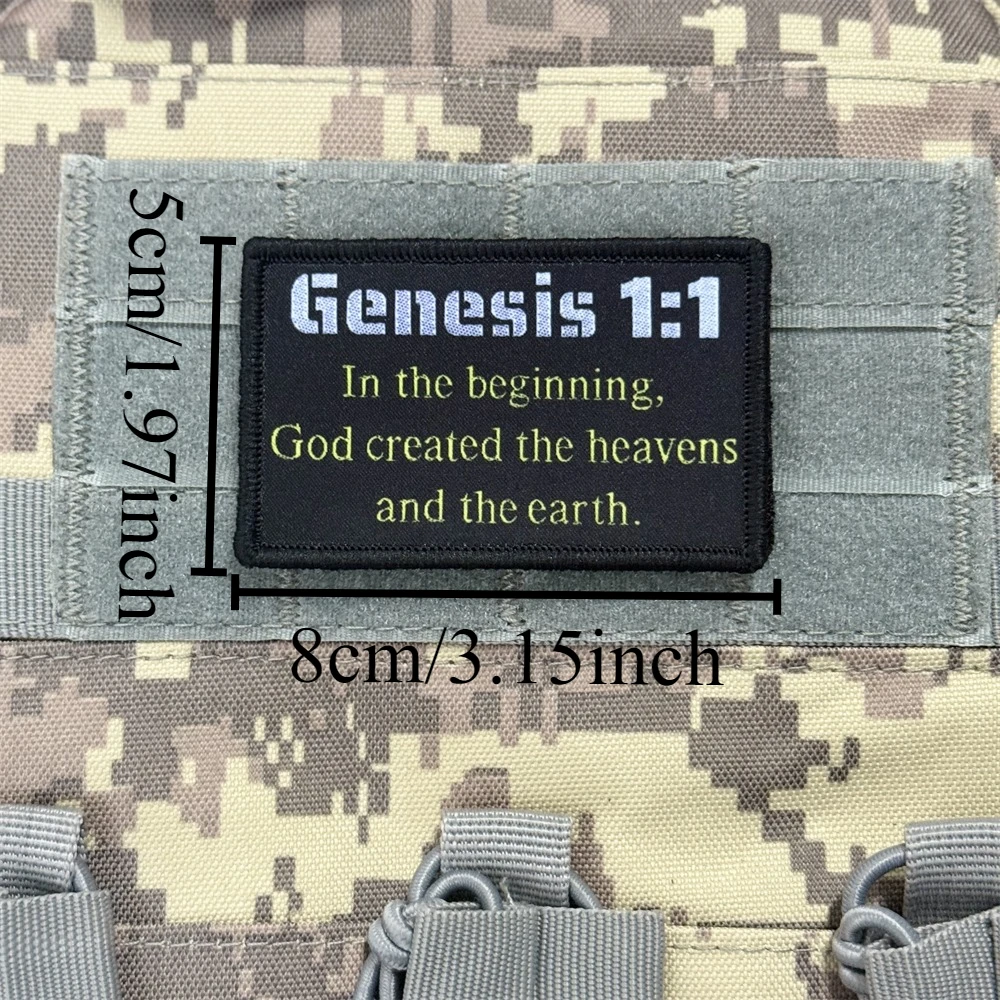 5cm/1.97inch
Genesis 1:1
In the beginning,
God created the heavens
and the earth.
8cm/3.15inch